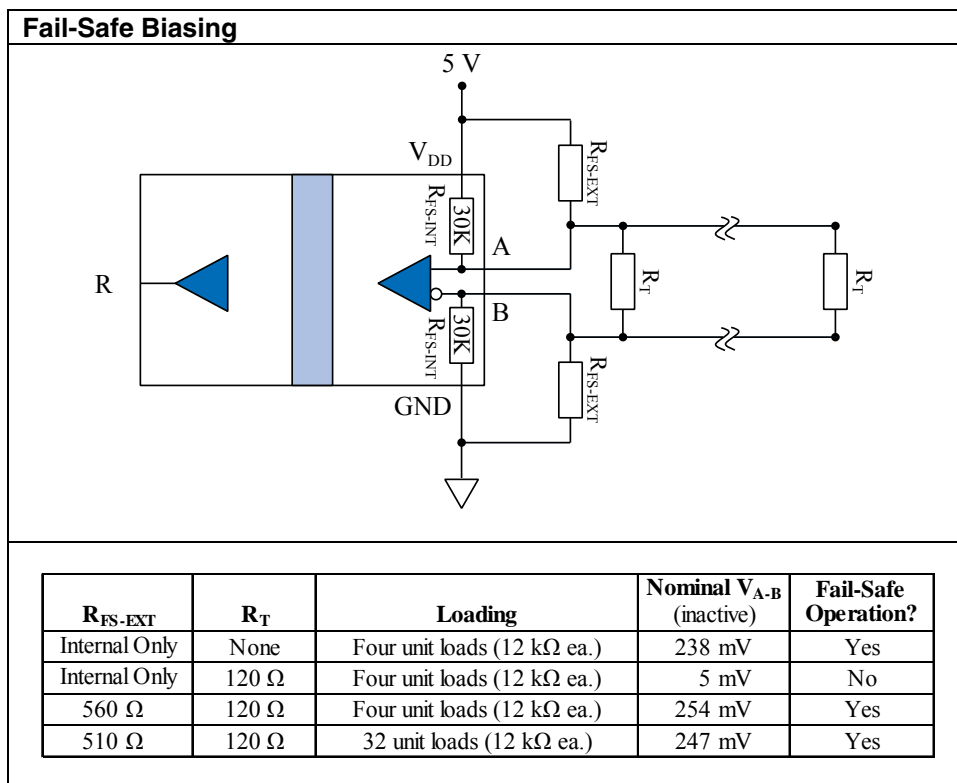 Fail-Safe Biasing
5 V
V_DD
R_FS-EXT
R_FS-INT
30K
A
R
R_T
R_T
B
30K
R_FS-INT
R_FS-EXT
GND
R_FS-EXT R_T Loading Nominal V_A-B (inactive) Fail-Safe Operation?
Internal Only None Four unit loads (12 kΩ ea.) 238 mV Yes
Internal Only 120 Ω Four unit loads (12 kΩ ea.) 5 mV No
560 Ω 120 Ω Four unit loads (12 kΩ ea.) 254 mV Yes
510 Ω 120 Ω 32 unit loads (12 kΩ ea.) 247 mV Yes